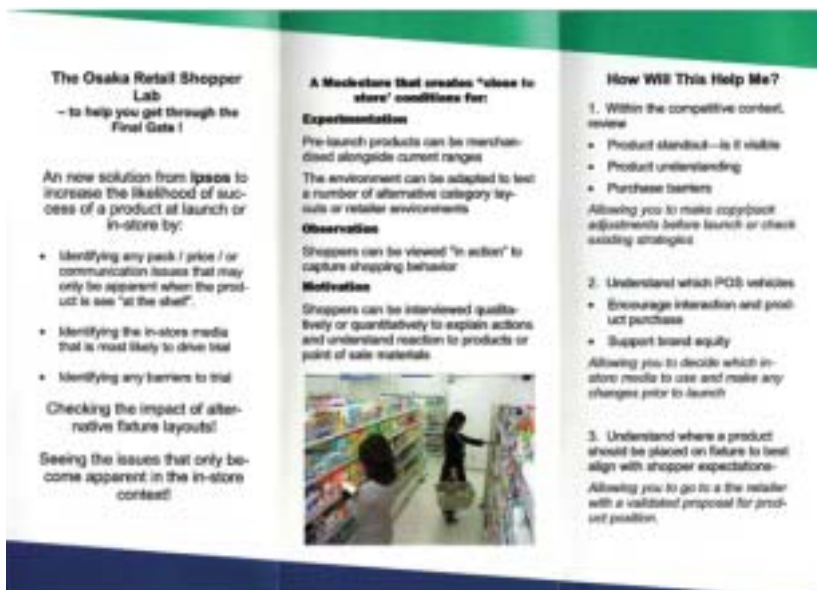 The Osaka Retail Shopper
Lab
– to help you get through the
Final Gate !
An new solution from Ipsos to
increase the likelihood of suc-
cess of a product at launch or
in-store by:
• Identifying any pack / price / or
communication issues that may
only be apparent when the prod-
uct is see "at the shelf".
• Identifying the in-store media
that is most likely to drive trial
• Identifying any barriers to trial
Checking the impact of alter-
native fixture layouts!
Seeing the issues that only be-
come apparent in the in-store
context!
A Mockstore that creates "close to
store' conditions for:
Experimentation
Pre-launch products can be merchan-
dised alongside current ranges
The environment can be adapted to test
a number of alternative category lay-
outs or retailer environments
Observation
Shoppers can be viewed "in action" to
capture shopping behavior
Motivation
Shoppers can be interviewed qualita-
tively or quantitatively to explain actions
and understand reaction to products or
point of sale materials
How Will This Help Me?
1. Within the competitive context,
review
• Product standout—is it visible
• Product understanding
• Purchase barriers
Allowing you to make copy/pack
adjustments before launch or check
existing strategies
2. Understand which POS vehicles
• Encourage interaction and prod-
uct purchase
• Support brand equity
Allowing you to decide which in-
store media to use and make any
changes prior to launch
3. Understand where a product
should be placed on fixture to best
align with shopper expectations-
Allowing you to go to a the retailer
with a validated proposal for prod-
uct position.